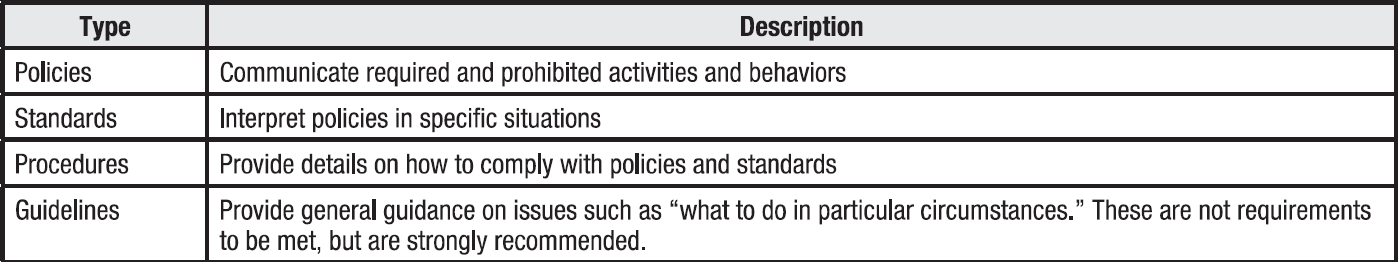 Type Description
Policies Communicate required and prohibited activities and behaviors
Standards Interpret policies in specific situations
Procedures Provide details on how to comply with policies and standards
Guidelines Provide general guidance on issues such as “what to do in particular circumstances.” These are not requirements
to be met, but are strongly recommended.